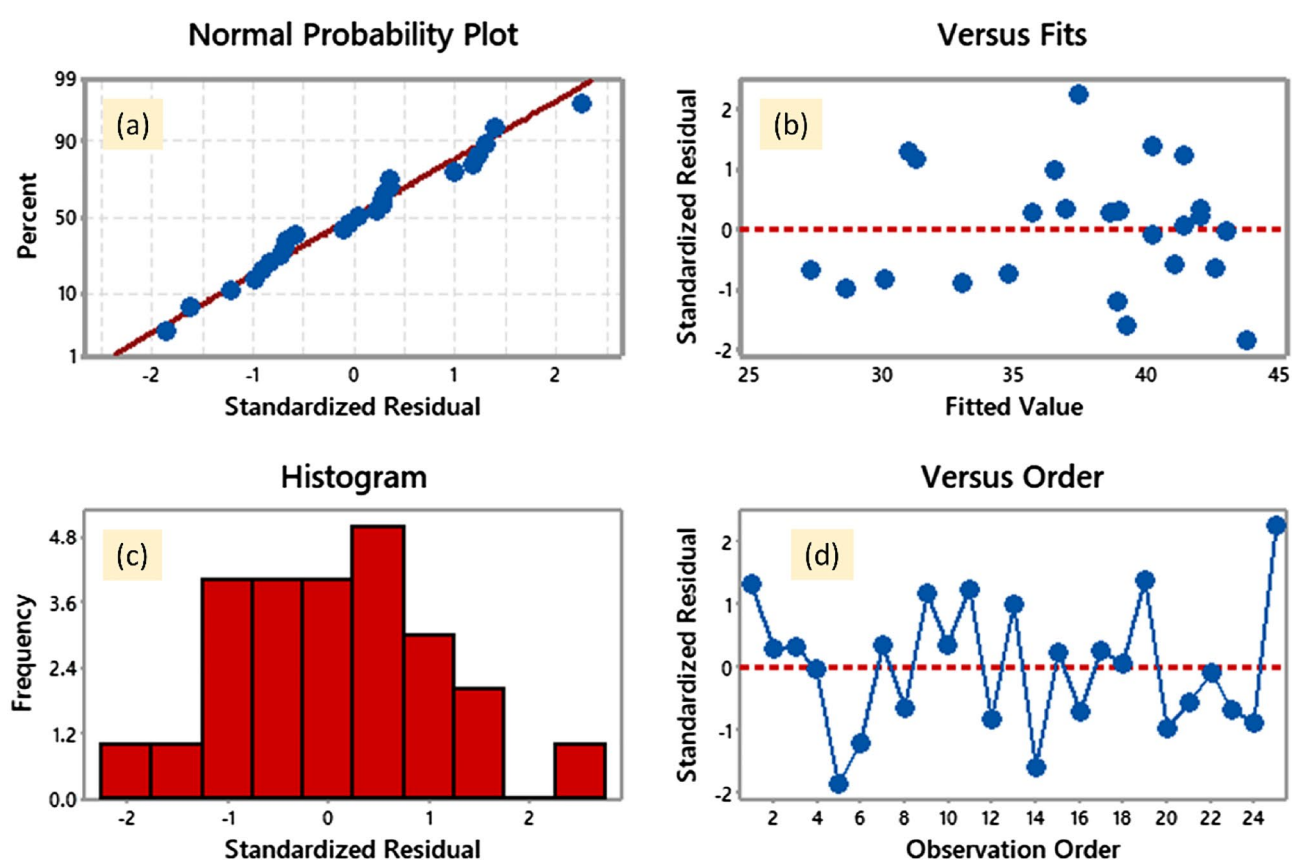 Normal Probability Plot
99
90
50
10
1
Percent
(a)
-2 -1 0 1 2
Standardized Residual
Versus Fits
2
1
0
-1
-2
Standardized Residual
(b)
25 30 35 40 45
Fitted Value
Histogram
4.8
3.6
2.4
1.2
0.0
Frequency
(c)
-2 -1 0 1 2
Standardized Residual
Versus Order
2
1
0
-1
-2
Standardized Residual
(d)
2 4 6 8 10 12 14 16 18 20 22 24
Observation Order